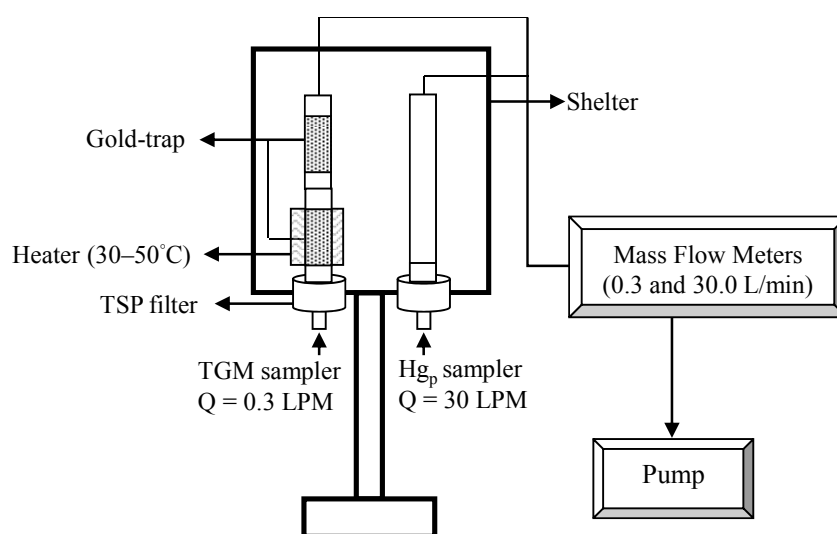 Shelter
Gold-trap
Heater (30–50°C)
TSP filter
TGM sampler
Q = 0.3 LPM
Hgp sampler
Q = 30 LPM
Mass Flow Meters
(0.3 and 30.0 L/min)
Pump